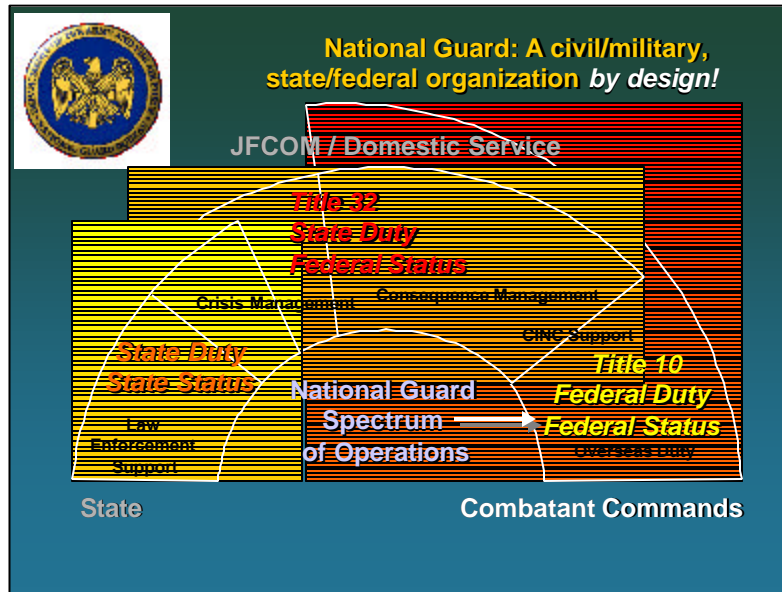 National Guard: A civil/military,
state/federal organization by design!
JFCOM / Domestic Service
Title 32
State Duty
Federal Status
Crisis Management
Consequence Management
CINC Support
State Duty
State Status
Title 10
Federal Duty
Federal Status
National Guard
Spectrum
of Operations
Law
Enforcement
Support
Overseas Duty
State
Combatant Commands